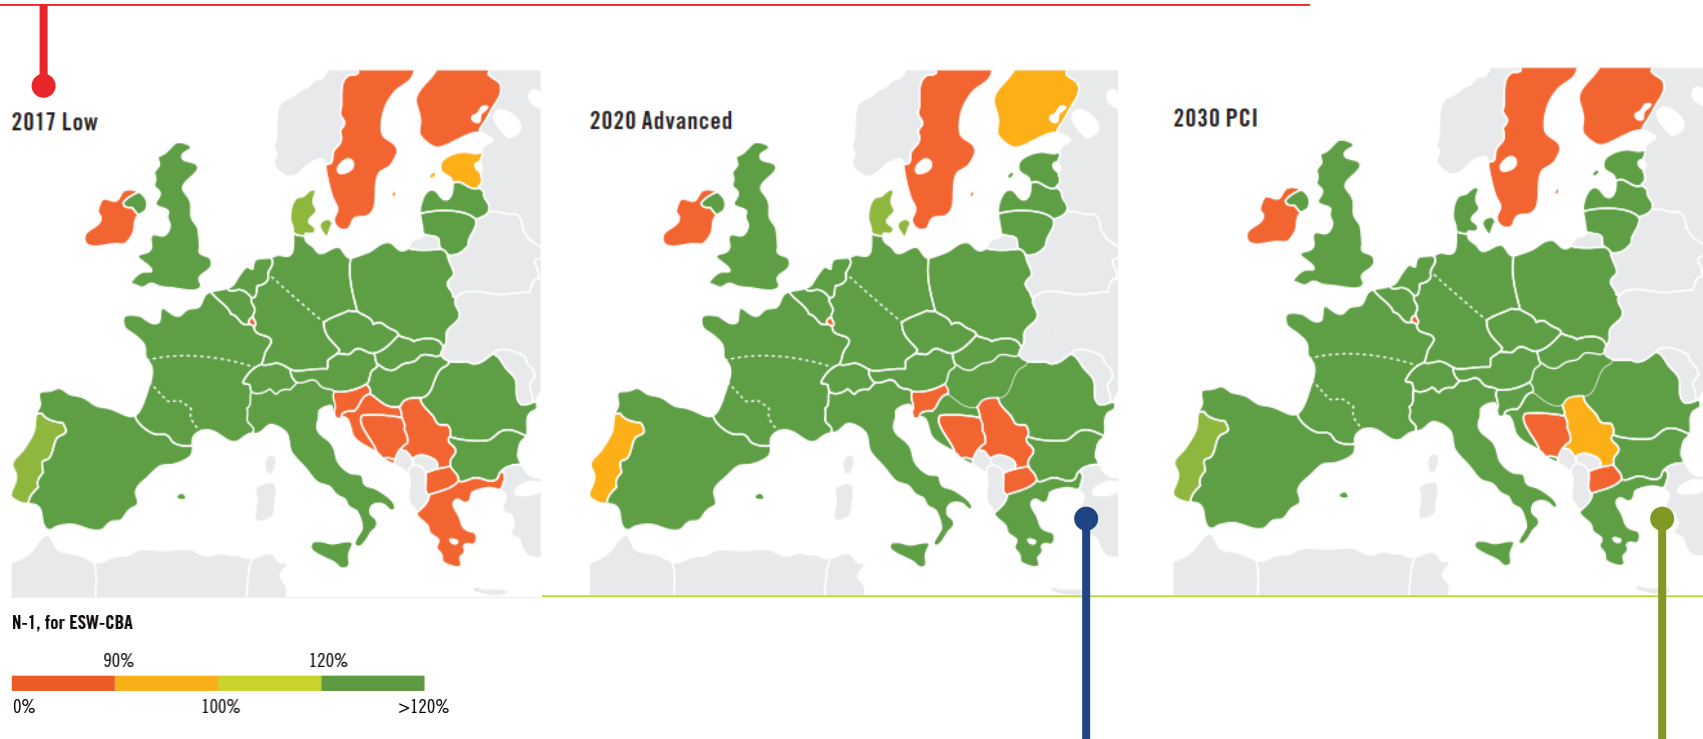 2017 Low
2020 Advanced
2030 PCI
N-1, for ESW-CBA
90% 120%
0% 100% >120%